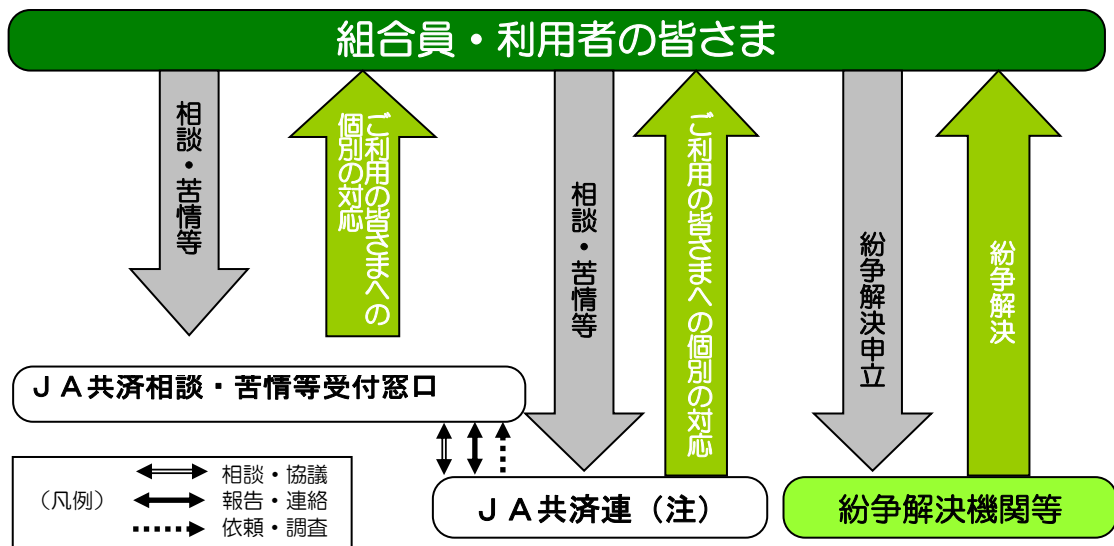 組合員・利用者の皆さま
相談・苦情等
ご利用の皆さまへの
個別の対応
相談・苦情等
ご利用の皆さまへの個別の対応
紛争解決申立
紛争解決
ＪＡ共済相談・苦情等受付窓口
（凡例）
相談・協議
報告・連絡
依頼・調査
ＪＡ共済連（注）
紛争解決機関等